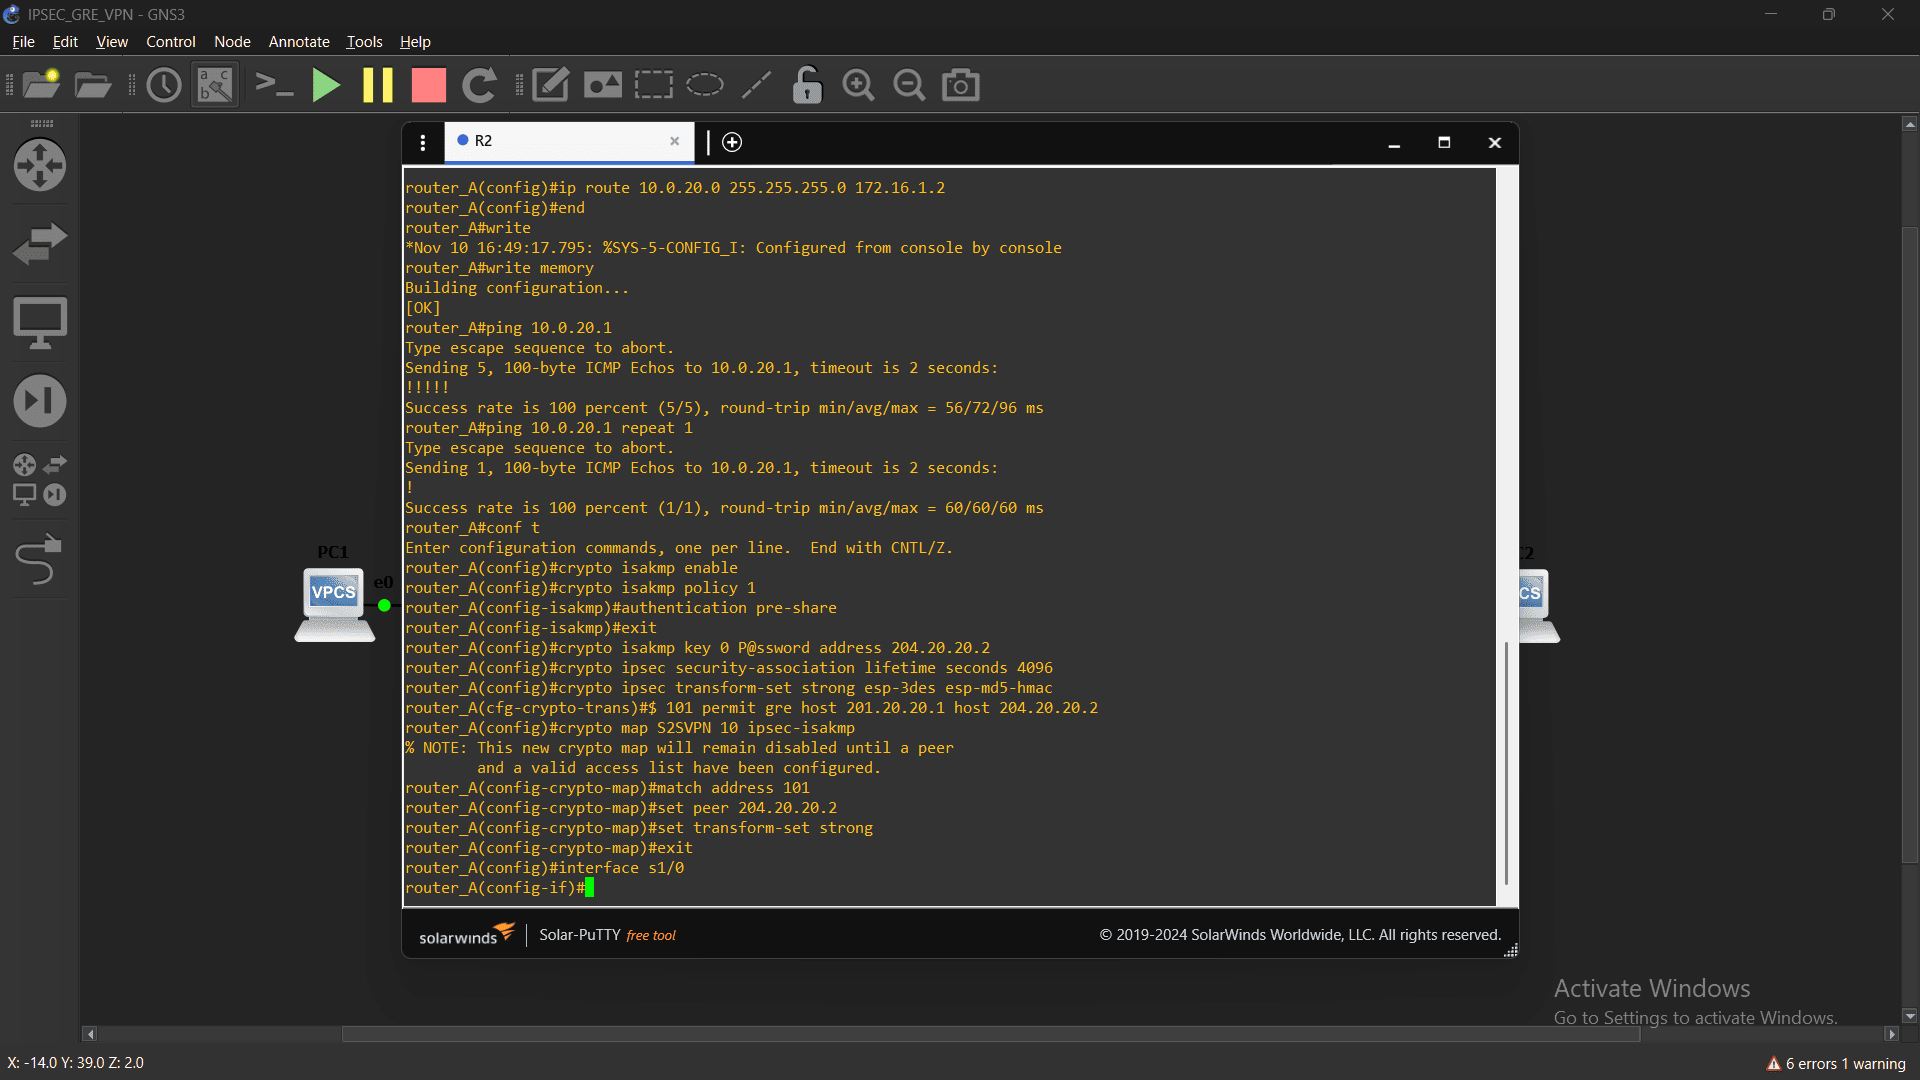 IPSEC_GRE_VPN - GNS3
File Edit View Control Node Annotate Tools Help
R2
router_A(config)#ip route 10.0.20.0 255.255.255.0 172.16.1.2
router_A(config)#end
router_A#write
*Nov 10 16:49:17.795: %SYS-5-CONFIG_I: Configured from console by console
router_A#write memory
Building configuration...
[OK]
router_A#ping 10.0.20.1
Type escape sequence to abort.
Sending 5, 100-byte ICMP Echos to 10.0.20.1, timeout is 2 seconds:
!!!!!
Success rate is 100 percent (5/5), round-trip min/avg/max = 56/72/96 ms
router_A#ping 10.0.20.1 repeat 1
Type escape sequence to abort.
Sending 1, 100-byte ICMP Echos to 10.0.20.1, timeout is 2 seconds:
!
Success rate is 100 percent (1/1), round-trip min/avg/max = 60/60/60 ms
router_A#conf t
Enter configuration commands, one per line.  End with CNTL/Z.
router_A(config)#crypto isakmp enable
router_A(config)#crypto isakmp policy 1
router_A(config-isakmp)#authentication pre-share
router_A(config-isakmp)#exit
router_A(config)#crypto isakmp key 0 P@ssword address 204.20.20.2
router_A(config)#crypto ipsec security-association lifetime seconds 4096
router_A(config)#crypto ipsec transform-set strong esp-3des esp-md5-hmac
router_A(cfg-crypto-trans)#$ 101 permit gre host 201.20.20.1 host 204.20.20.2
router_A(config)#crypto map S2SVPN 10 ipsec-isakmp
% NOTE: This new crypto map will remain disabled until a peer
and a valid access list have been configured.
router_A(config-crypto-map)#match address 101
router_A(config-crypto-map)#set peer 204.20.20.2
router_A(config-crypto-map)#set transform-set strong
router_A(config-crypto-map)#exit
router_A(config)#interface s1/0
router_A(config-if)#
PC1
VPCS
e0
C2
CS
solarwinds
Solar-PuTTY free tool
© 2019-2024 SolarWinds Worldwide, LLC. All rights reserved.
Activate Windows
Go to Settings to activate Windows.
X: -14.0 Y: 39.0 Z: 2.0
6 errors 1 warning